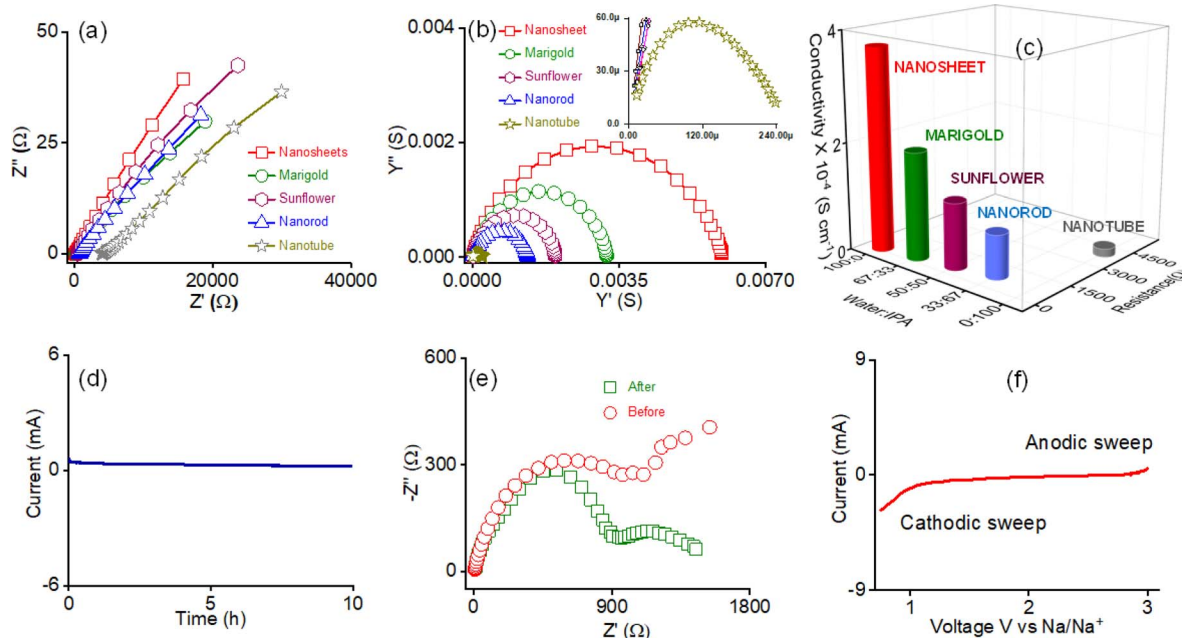 (a)
50
25
0
Z'' (Ω)
0
20000
40000
Z' (Ω)
Nanosheets
Marigold
Sunflower
Nanorod
Nanotube
(b)
0.004
0.002
0.000
Y'' (S)
0.0000
0.0035
0.0070
Y' (S)
Nanosheet
Marigold
Sunflower
Nanorod
Nanotube
60.0µ
30.0µ
0.0
0.00
120.00µ
240.00µ
(c)
4
2
0
Conductivity X 10⁻⁴ (S cm⁻¹)
NANOSHEET
MARIGOLD
SUNFLOWER
NANOROD
NANOTUBE
100:0
67:33
50:50
33:67
0:100
Water:IPA
0
1500
3000
4500
Resistance(Ω)
(d)
6
0
-6
Current (mA)
0
5
10
Time (h)
(e)
600
300
0
-Z'' (Ω)
0
900
1800
Z' (Ω)
After
Before
(f)
9
0
-9
Current (mA)
Anodic sweep
Cathodic sweep
1
2
3
Voltage V vs Na/Na⁺